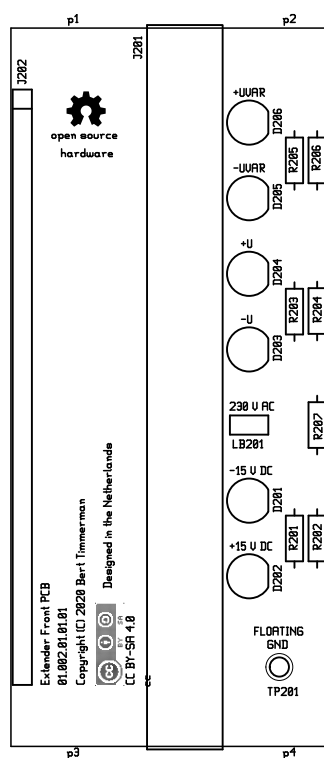 p1
p2
J202
J201
open source
hardware
+UVAR
D206
R205
R206
-UVAR
D205
+U
D204
R203
R204
-U
D203
230 V AC
LB201
R207
-15 V DC
D201
R201
R202
+15 V DC
D202
FLOATING
GND
TP201
Extender Front PCB
01.002.01.01.01
Copyright (C) 2020 Bert Timmerman
Designed in the Netherlands
cc
BY
SA
CC BY-SA 4.0
cc
p3
p4